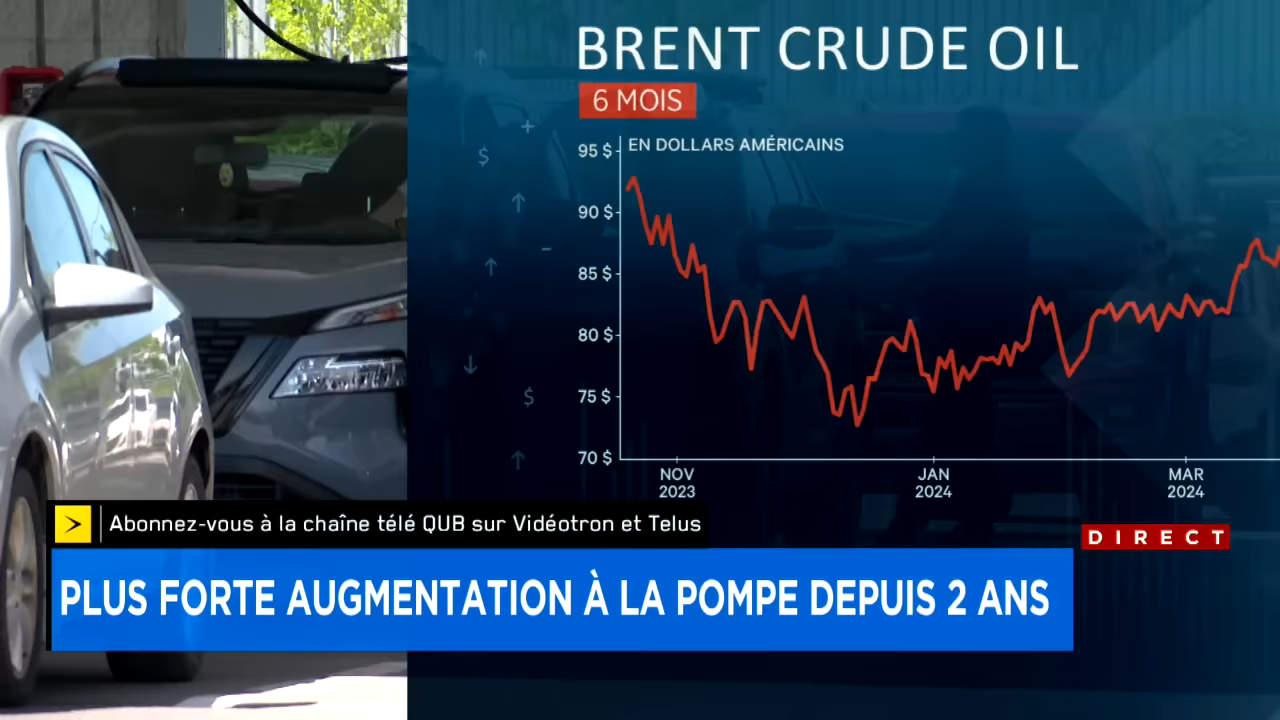 BRENT CRUDE OIL
6 MOIS
EN DOLLARS AMÉRICAINS
95 $
90 $
85 $
80 $
75 $
70 $
NOV
2023
JAN
2024
MAR
2024
Abonnez-vous à la chaîne télé QUB sur Vidéotron et Telus
DIRECT
PLUS FORTE AUGMENTATION À LA POMPE DEPUIS 2 ANS